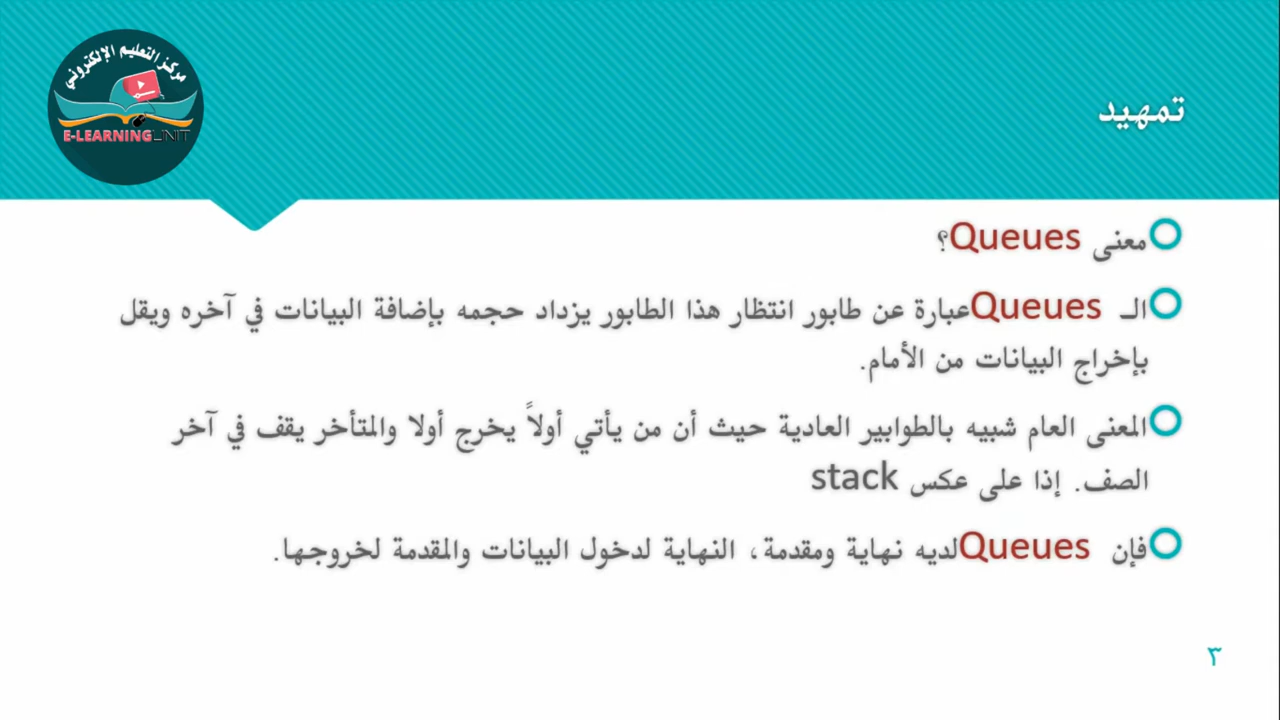 مركز التعليم الإلكتروني
E-LEARNING UNIT
تمهيد
معنى Queues؟
الـ Queues عبارة عن طابور انتظار هذا الطابور يزداد حجمه بإضافة البيانات في آخره ويقل
بإخراج البيانات من الأمام.
المعنى العام شبيه بالطوابير العادية حيث أن من يأتي أولاً يخرج أولا والمتأخر يقف في آخر
الصف. إذا على عكس stack
فإن Queues لديه نهاية ومقدمة، النهاية لدخول البيانات والمقدمة لخروجها.
٣